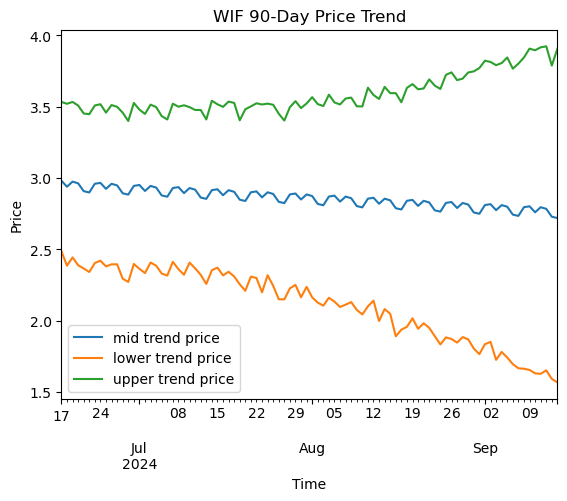 WIF 90-Day Price Trend
Price
4.0
3.5
3.0
2.5
2.0
1.5
mid trend price
lower trend price
upper trend price
17 24 08 15 22 29 05 12 19 26 02 09
Jul Aug Sep
2024
Time